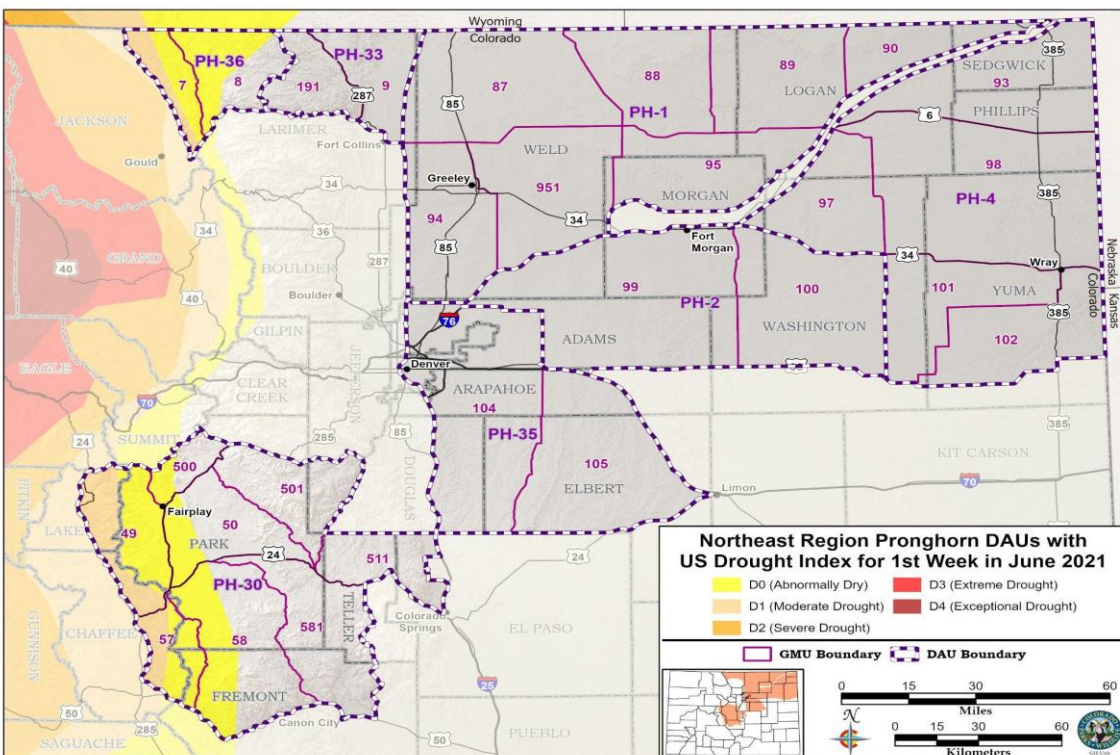 Wyoming
Colorado
PH-36
PH-33
7
8
191
9
287
87
85
88
89
90
385
SEDGWICK
93
LOGAN
PHILLIPS
PH-1
6
JACKSON
LARIMER
Gould
Fort Collins
WELD
95
98
34
Greeley
951
MORGAN
385
97
PH-4
34
94
36
34
GRAND
85
Fort
Morgan
34
Wray
Nebraska
Kansas
Colorado
40
BOULDER
287
99
100
101
YUMA
40
Boulder
PH-2
385
GILPIN
76
WASHINGTON
102
ADAMS
EAGLE
JEFFERSON
Denver
CLEAR
CREEK
ARAPAHOE
70
104
285
85
385
SUMMIT
PH-35
KIT CARSON
24
500
DOUGLAS
105
70
PITKIN
501
ELBERT
Limon
Fairplay
LAKE
49
50
PARK
24
511
24
PH-30
TELLER
GUNNISON
Colorado
Springs
CHAFFEE
57
58
581
EL PASO
FREMONT
25
50
Canon City
285
50
PUEBLO
SAGUACHE
Northeast Region Pronghorn DAUs with
US Drought Index for 1st Week in June 2021
D0 (Abnormally Dry)
D3 (Extreme Drought)
D1 (Moderate Drought)
D4 (Exceptional Drought)
D2 (Severe Drought)
GMU Boundary
DAU Boundary
0 15 30 60
Miles
N
0 15 30 60
Kilometers
COLORADO